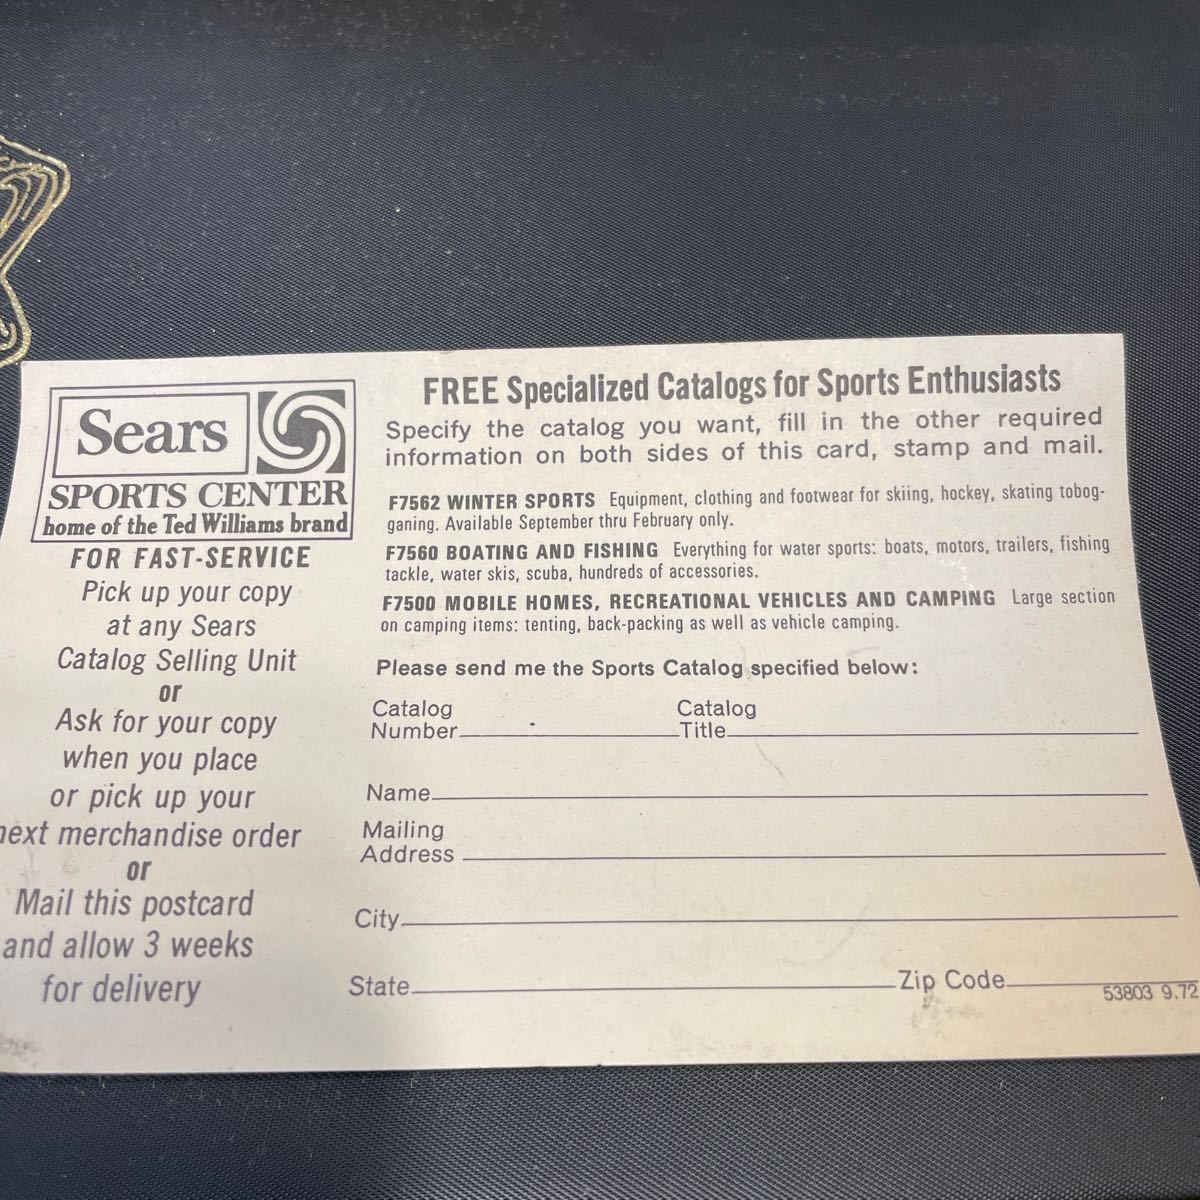 Sears
SPORTS CENTER
home of the Ted Williams brand
FOR FAST-SERVICE
Pick up your copy
at any Sears
Catalog Selling Unit
or
Ask for your copy
when you place
or pick up your
next merchandise order
or
Mail this postcard
and allow 3 weeks
for delivery
FREE Specialized Catalogs for Sports Enthusiasts
Specify the catalog you want, fill in the other required
information on both sides of this card, stamp and mail.
F7562 WINTER SPORTS Equipment, clothing and footwear for skiing, hockey, skating tobog-
ganing. Available September thru February only.
F7560 BOATING AND FISHING Everything for water sports: boats, motors, trailers, fishing
tackle, water skis, scuba, hundreds of accessories.
F7500 MOBILE HOMES, RECREATIONAL VEHICLES AND CAMPING Large section
on camping items: tenting, back-packing as well as vehicle camping.
Please send me the Sports Catalog specified below:
Catalog Catalog
Number Title
Name
Mailing
Address
City
State Zip Code
53803 9.72